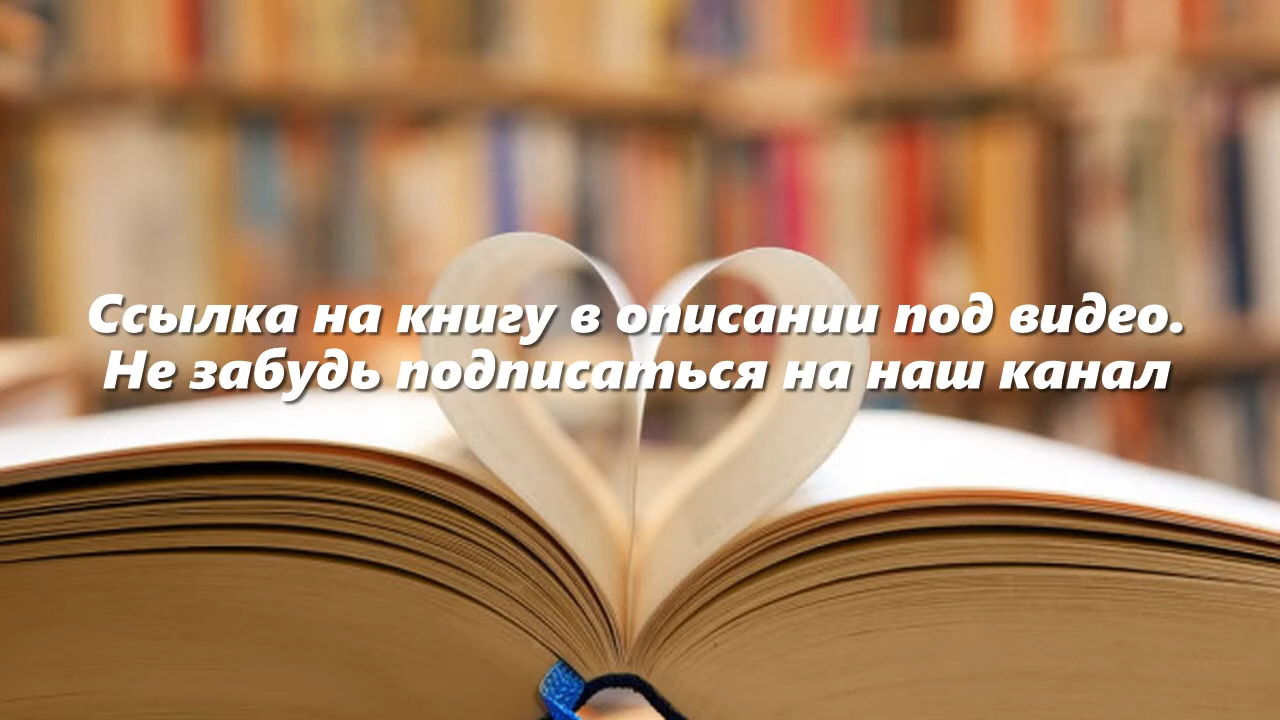 Ссылка на книгу в описании под видео.
Не забудь подписаться на наш канал